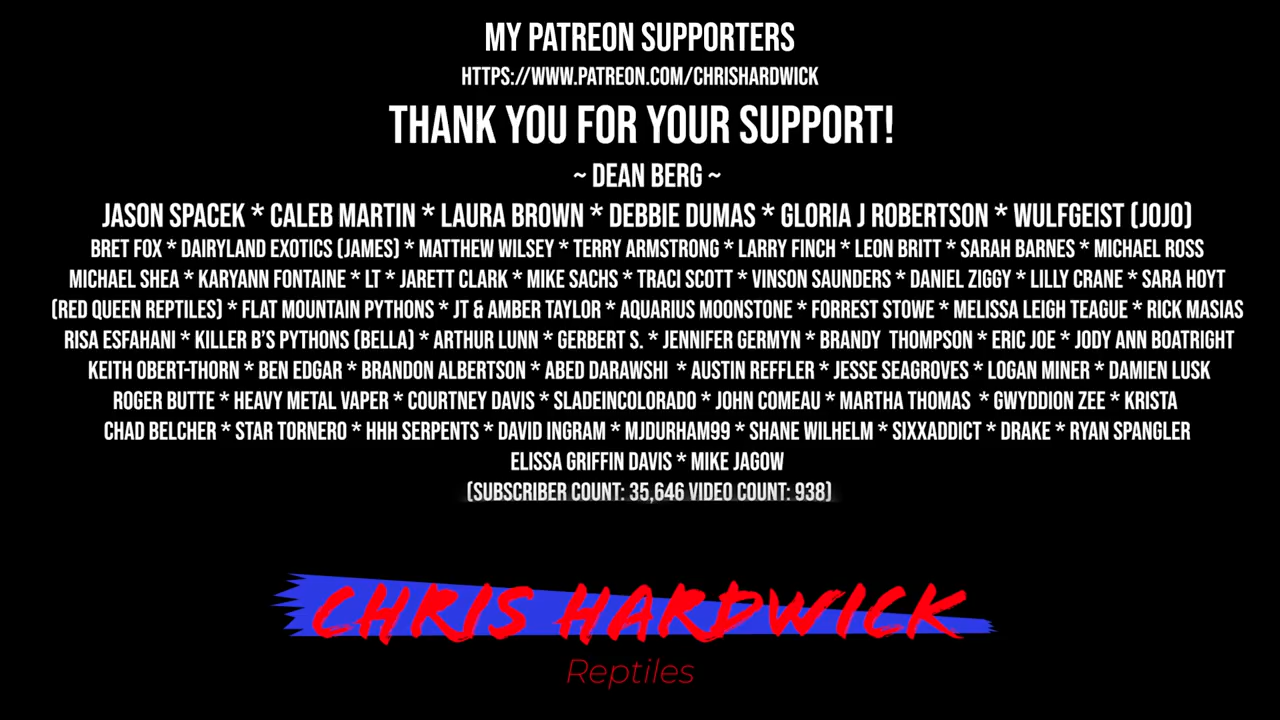 MY PATREON SUPPORTERS
HTTPS://WWW.PATREON.COM/CHRISHARDWICK
THANK YOU FOR YOUR SUPPORT!
~ DEAN BERG ~
JASON SPACEK * CALEB MARTIN * LAURA BROWN * DEBBIE DUMAS * GLORIA J ROBERTSON * WULFGEIST (JOJO)
BRET FOX * DAIRYLAND EXOTICS (JAMES) * MATTHEW WILSEY * TERRY ARMSTRONG * LARRY FINCH * LEON BRITT * SARAH BARNES * MICHAEL ROSS
MICHAEL SHEA * KARYANN FONTAINE * LT * JARETT CLARK * MIKE SACHS * TRACI SCOTT * VINSON SAUNDERS * DANIEL ZIGGY * LILLY CRANE * SARA HOYT
(RED QUEEN REPTILES) * FLAT MOUNTAIN PYTHONS * JT & AMBER TAYLOR * AQUARIUS MOONSTONE * FORREST STOWE * MELISSA LEIGH TEAGUE * RICK MASIAS
RISA ESFAHANI * KILLER B'S PYTHONS (BELLA) * ARTHUR LUNN * GERBERT S. * JENNIFER GERMYN * BRANDY THOMPSON * ERIC JOE * JODY ANN BOATRIGHT
KEITH OBERT-THORN * BEN EDGAR * BRANDON ALBERTSON * ABED DARAWSHI * AUSTIN REFFLER * JESSE SEAGROVES * LOGAN MINER * DAMIEN LUSK
ROGER BUTTE * HEAVY METAL VAPER * COURTNEY DAVIS * SLADEINCOLORADO * JOHN COMEAU * MARTHA THOMAS * GWYDDION ZEE * KRISTA
CHAD BELCHER * STAR TORNERO * HHH SERPENTS * DAVID INGRAM * MJDURHAM99 * SHANE WILHELM * SIXXADDICT * DRAKE * RYAN SPANGLER
ELISSA GRIFFIN DAVIS * MIKE JAGOW
(SUBSCRIBER COUNT: 35,646 VIDEO COUNT: 938)
CHRIS HARDWICK
Reptiles